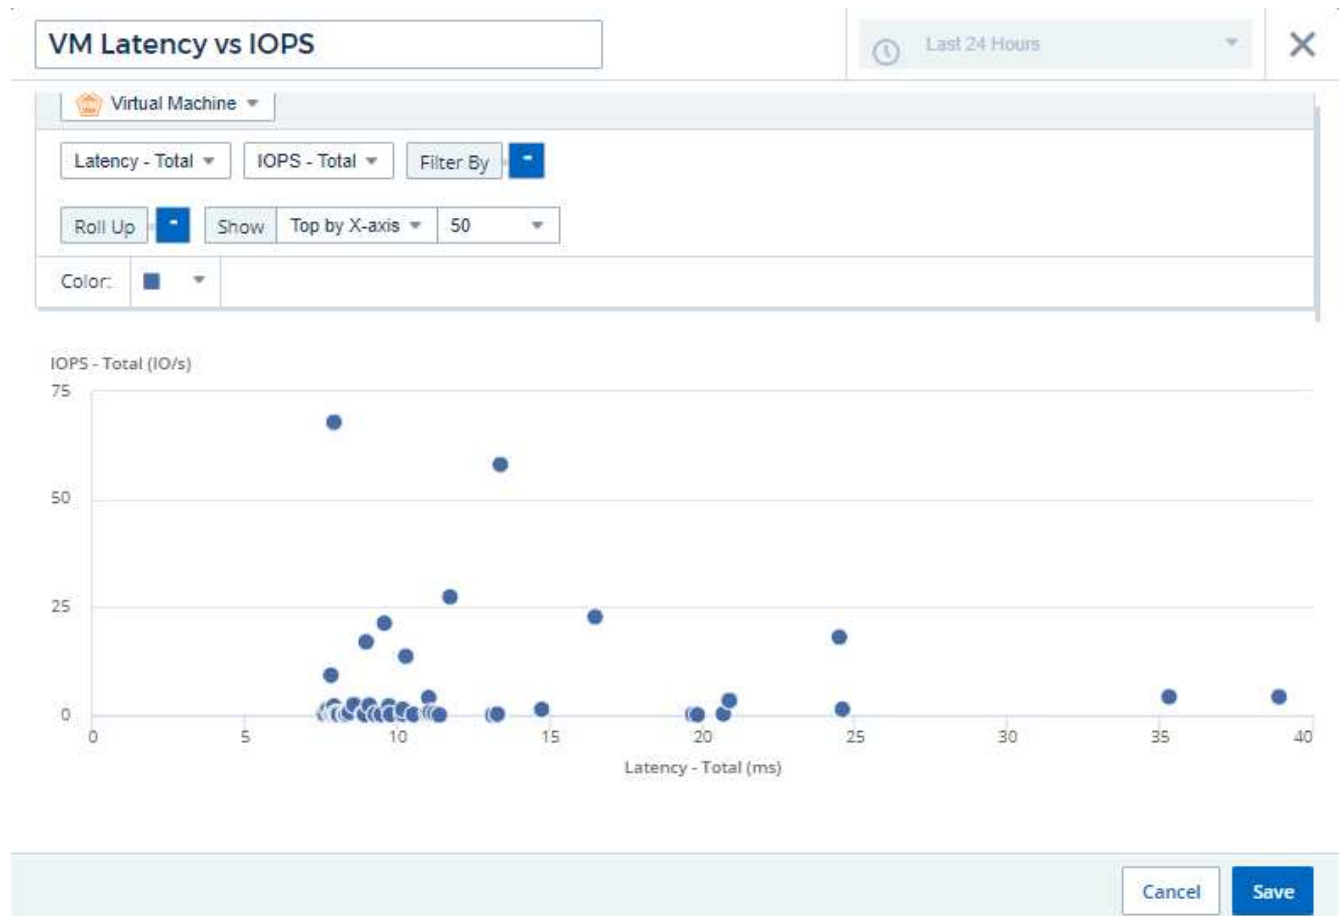 VM Latency vs IOPS
Last 24 Hours
Virtual Machine
Latency - Total IOPS - Total Filter By -
Roll Up - Show Top by X-axis 50
Color:
IOPS - Total (IO/s)
75
50
25
0
0 5 10 15 20 25 30 35 40
Latency - Total (ms)
Cancel Save